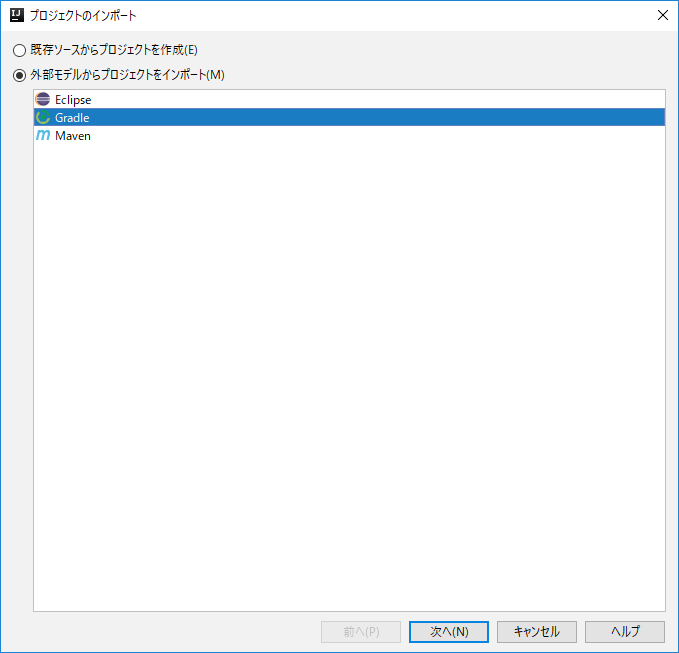 IJ
プロジェクトのインポート
既存ソースからプロジェクトを作成(E)
外部モデルからプロジェクトをインポート(M)
Eclipse
Gradle
m Maven
前へ(P) 次へ(N) キャンセル ヘルプ